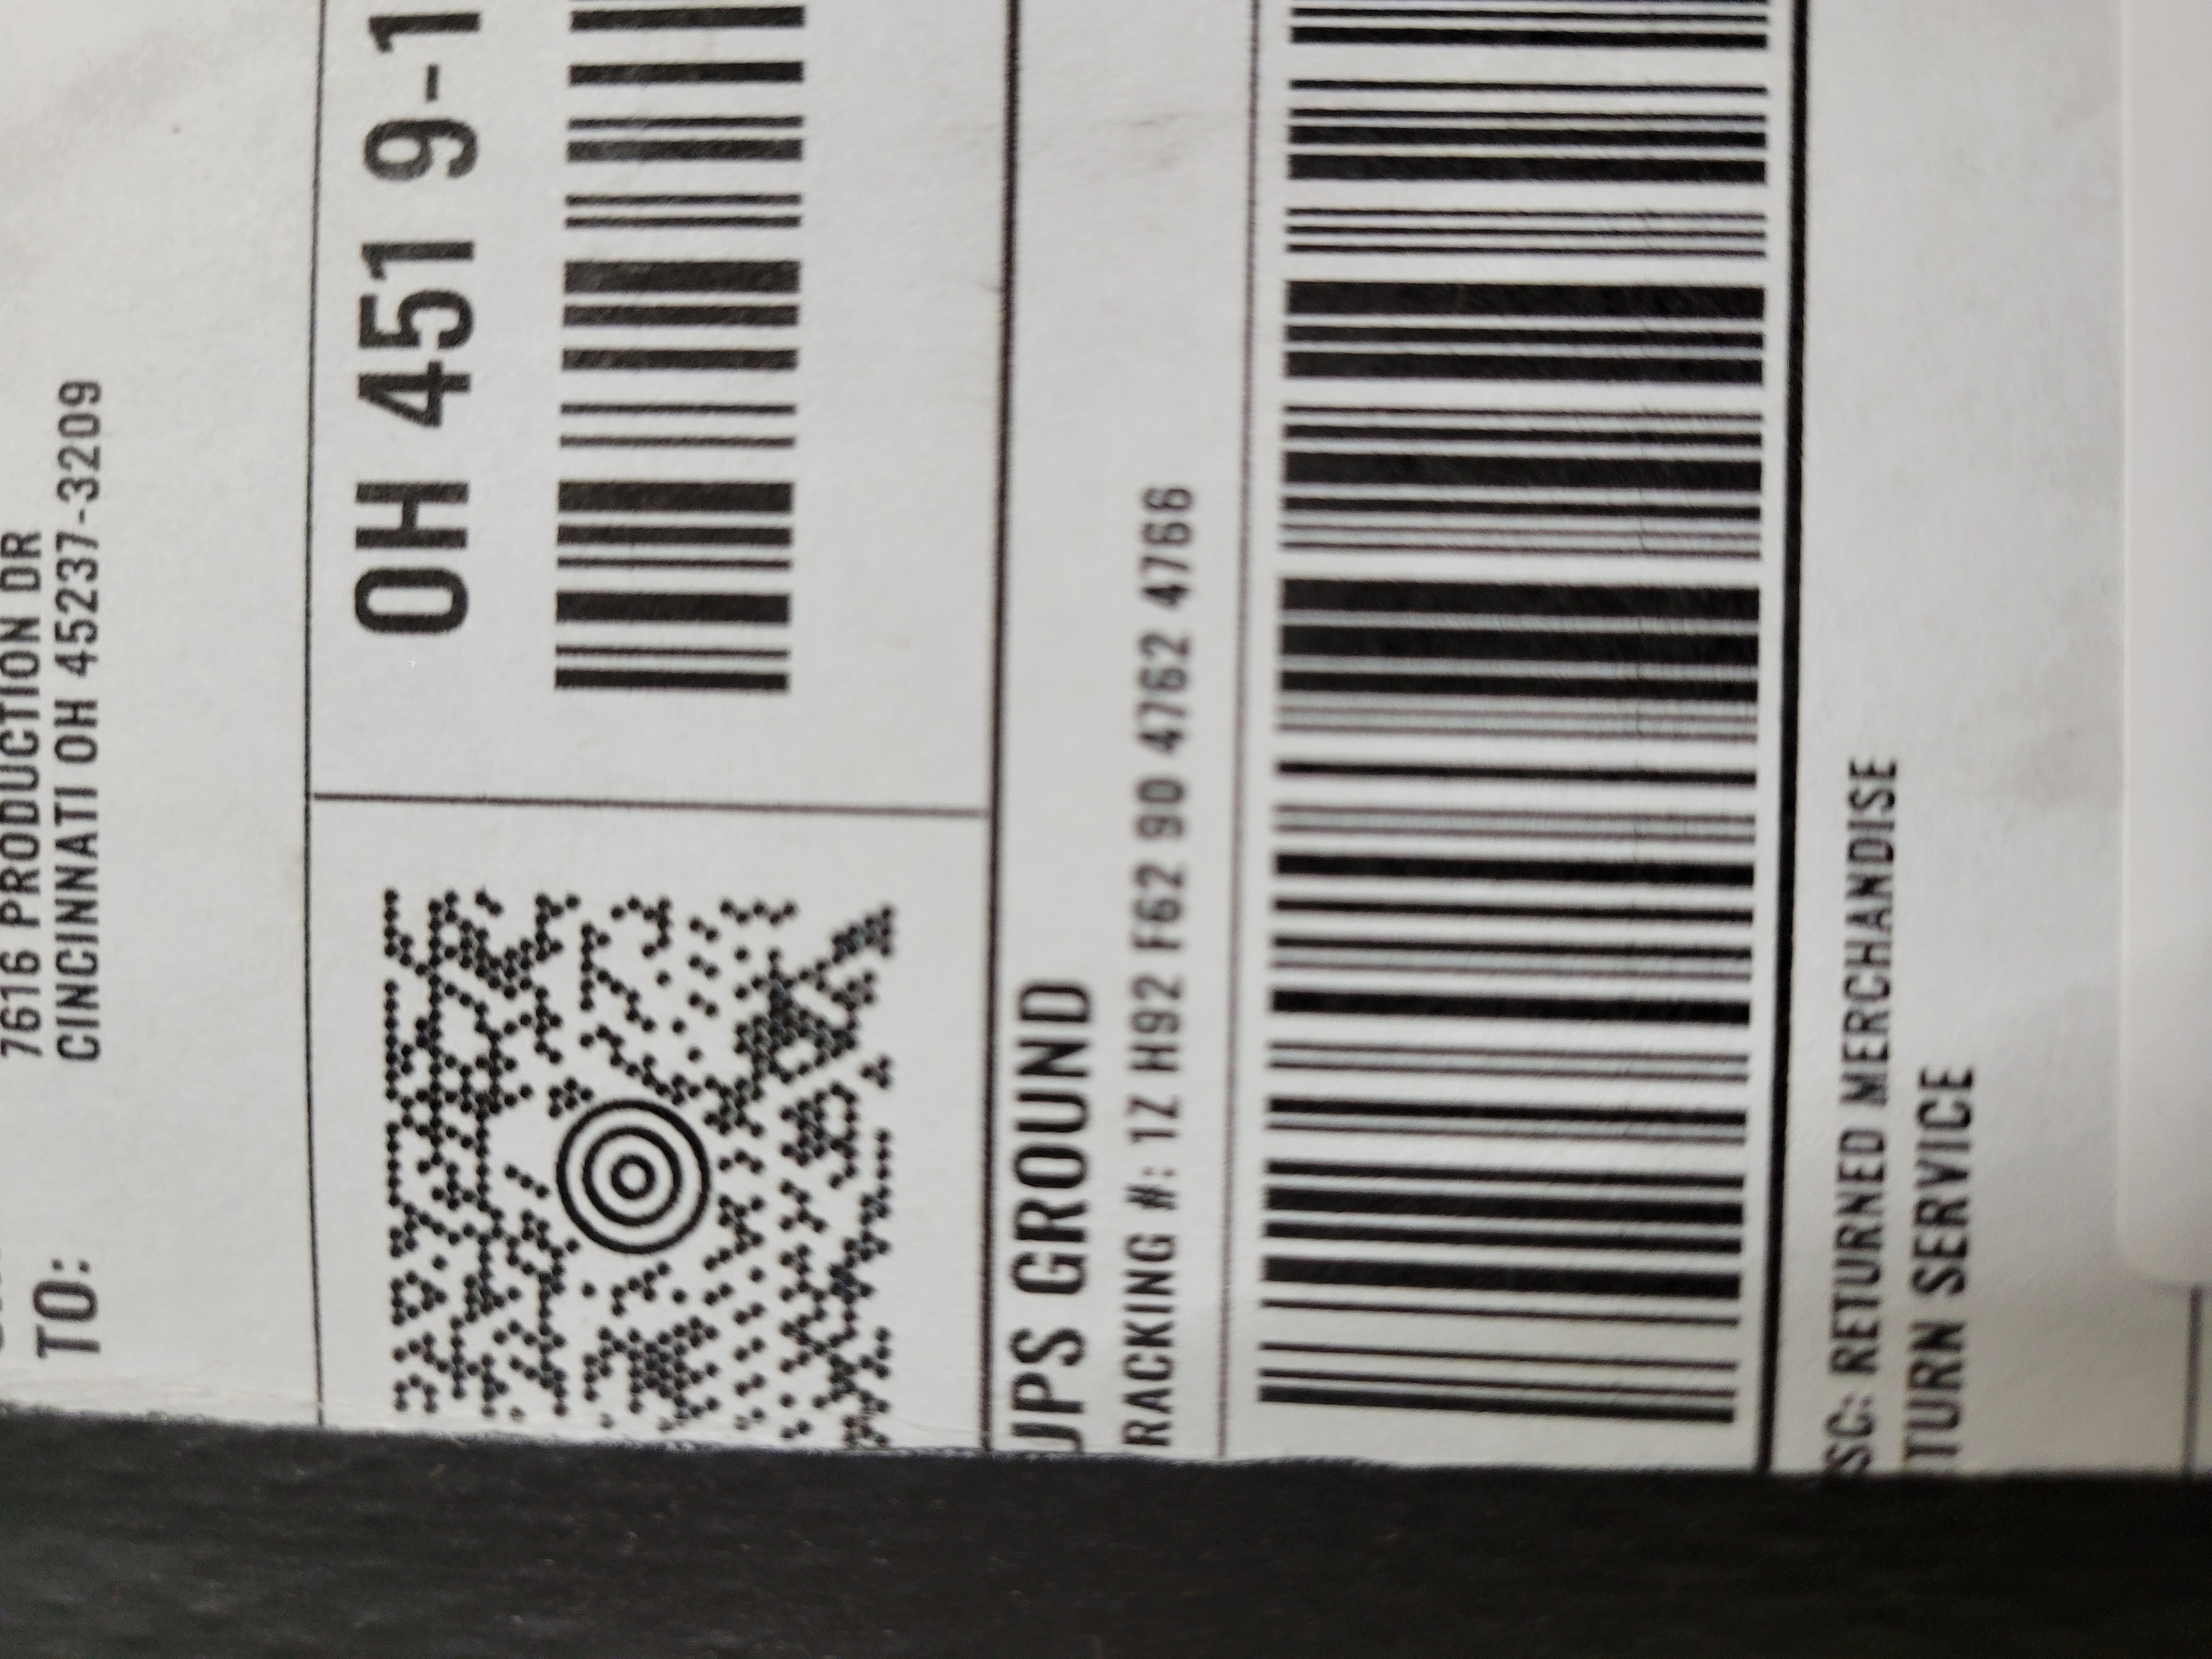 7616 PRODUCTION DR
CINCINNATI OH 45237-3209
TO:
OH 451 9-1
UPS GROUND
RACKING #: 1Z H92 F62 90 4762 4766
SC: RETURNED MERCHANDISE
TURN SERVICE